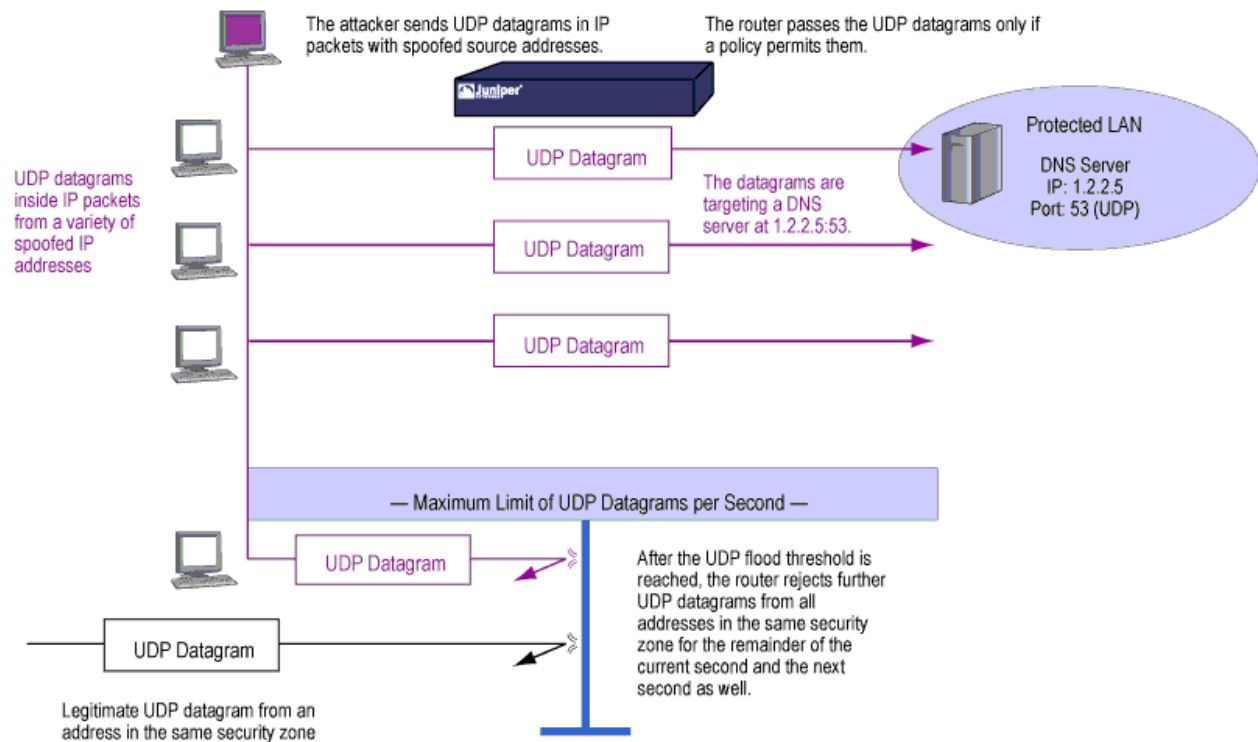 The attacker sends UDP datagrams in IP
packets with spoofed source addresses.
The router passes the UDP datagrams only if
a policy permits them.
Juniper
UDP datagrams
inside IP packets
from a variety of
spoofed IP
addresses
UDP Datagram
The datagrams are
targeting a DNS
server at 1.2.2.5:53.
UDP Datagram
UDP Datagram
Protected LAN
DNS Server
IP: 1.2.2.5
Port: 53 (UDP)
— Maximum Limit of UDP Datagrams per Second —
UDP Datagram
After the UDP flood threshold is
reached, the router rejects further
UDP datagrams from all
addresses in the same security
zone for the remainder of the
current second and the next
second as well.
UDP Datagram
Legitimate UDP datagram from an
address in the same security zone